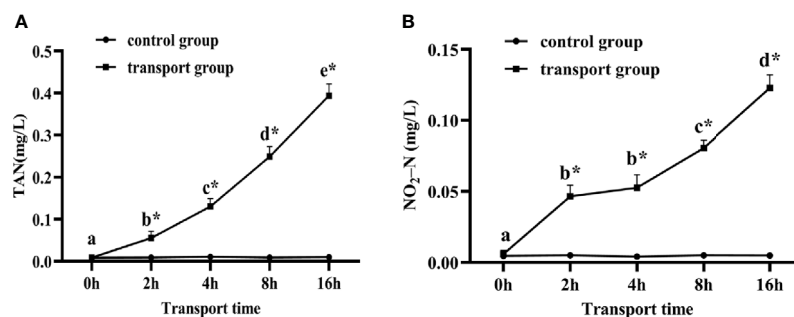 A
control group
transport group
TAN(mg/L)
0.5
0.4
0.3
0.2
0.1
0.0
a
b*
c*
d*
e*
0h 2h 4h 8h 16h
Transport time
B
control group
transport group
NO₂−N (mg/L)
0.15
0.10
0.05
0.00
a
b*
b*
c*
d*
0h 2h 4h 8h 16h
Transport time